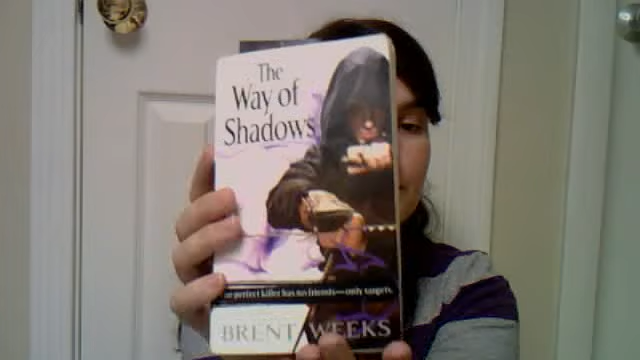 The
Way of
Shadows
perfect killer has no friends—only targets.
BRENT WEEKS